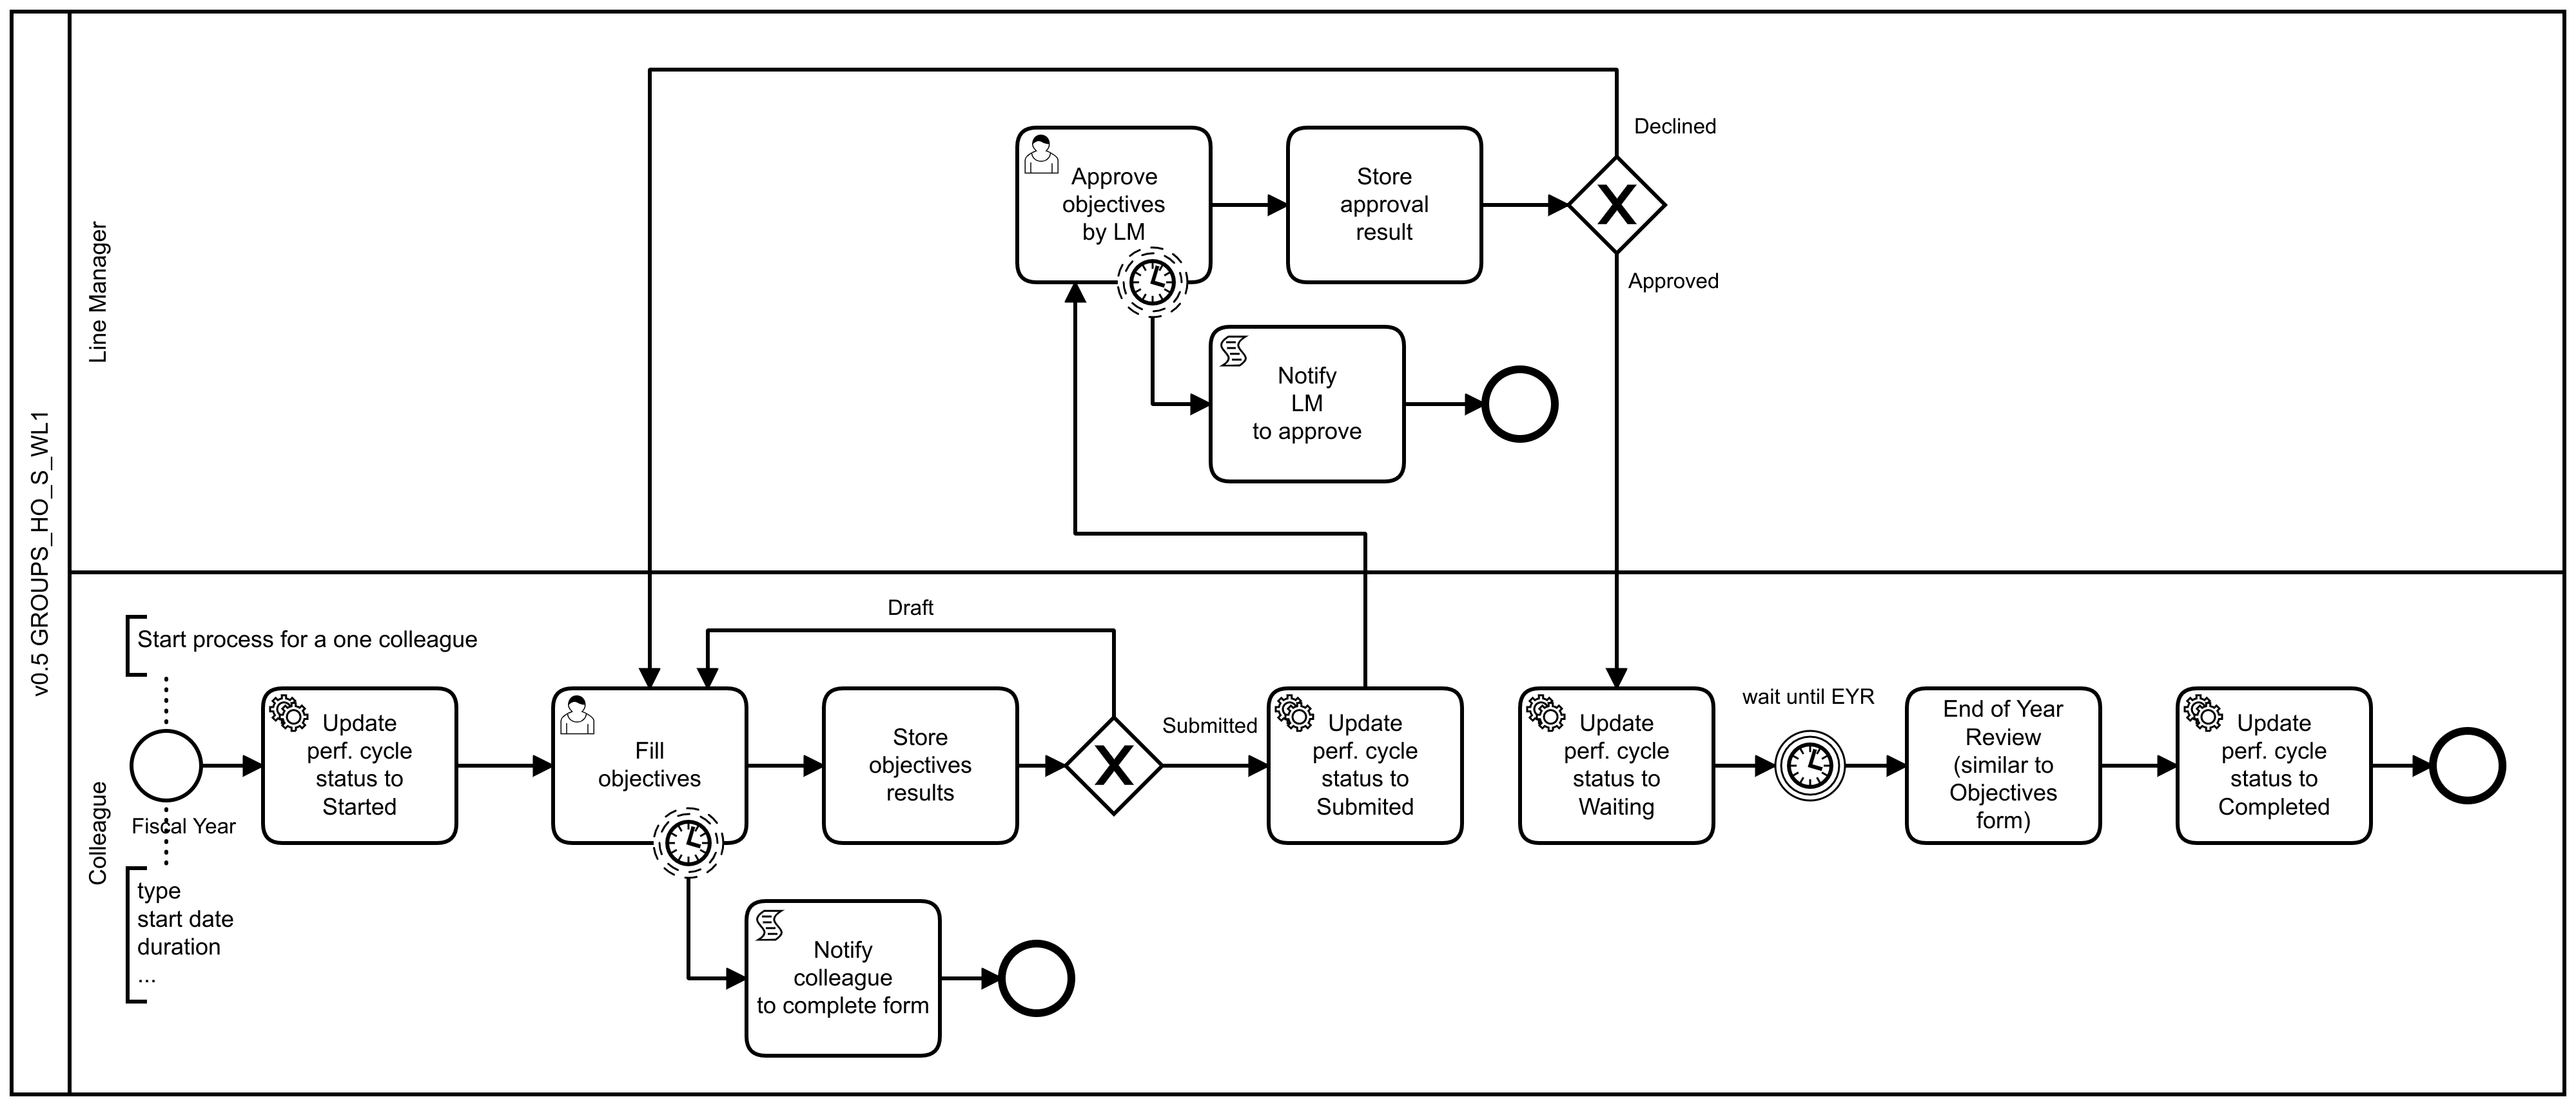 v0.5 GROUPS_HO_S_WL1
Line Manager
Declined
Approve
objectives
by LM
Store
approval
result
X
Approved
Notify
LM
to approve
Colleague
Start process for a one colleague
Fiscal Year
type
start date
duration
...
Update
perf. cycle
status to
Started
Fill
objectives
Draft
Store
objectives
results
X
Submitted
Update
perf. cycle
status to
Submited
Update
perf. cycle
status to
Waiting
wait until EYR
End of Year
Review
(similar to
Objectives
form)
Update
perf. cycle
status to
Completed
Notify
colleague
to complete form